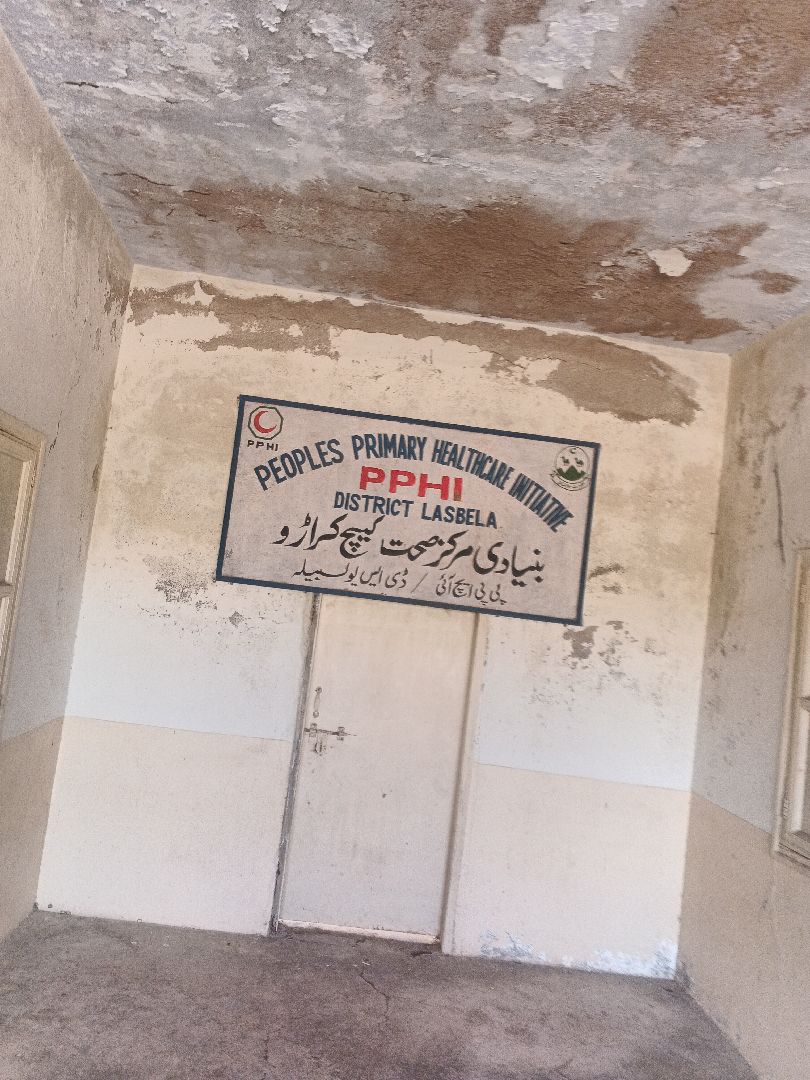 PPHI
PEOPLES PRIMARY HEALTHCARE INITIATIVE
PPHI
DISTRICT LASBELA
بنیادی مرکز صحت کیپچ کراڑو
پی پی ایچ آئی / ڈی ایس یو لسبیلہ